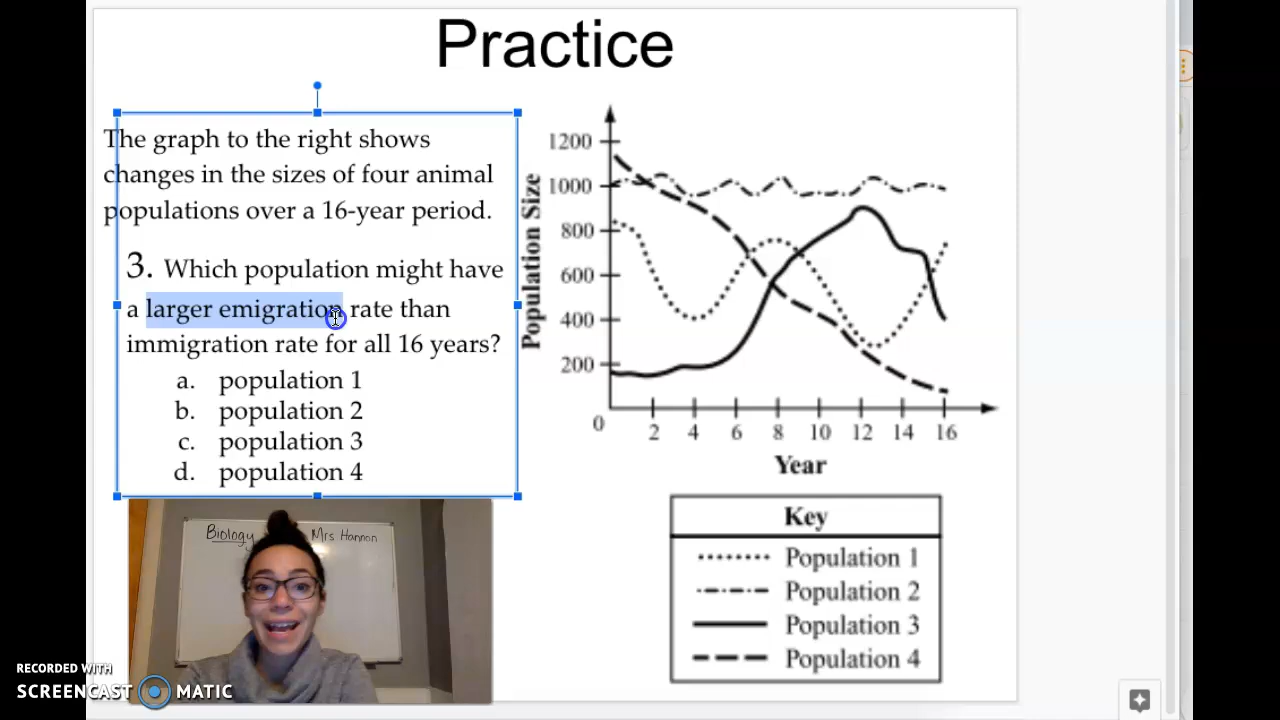 Practice
The graph to the right shows
changes in the sizes of four animal
populations over a 16-year period.
3. Which population might have
a larger emigration rate than
immigration rate for all 16 years?
a. population 1
b. population 2
c. population 3
d. population 4
Population Size
1200
1000
800
600
400
200
0
2 4 6 8 10 12 14 16
Year
Key
Population 1
Population 2
Population 3
Population 4
Biology Mrs Hannon
RECORDED WITH
SCREENCAST MATIC